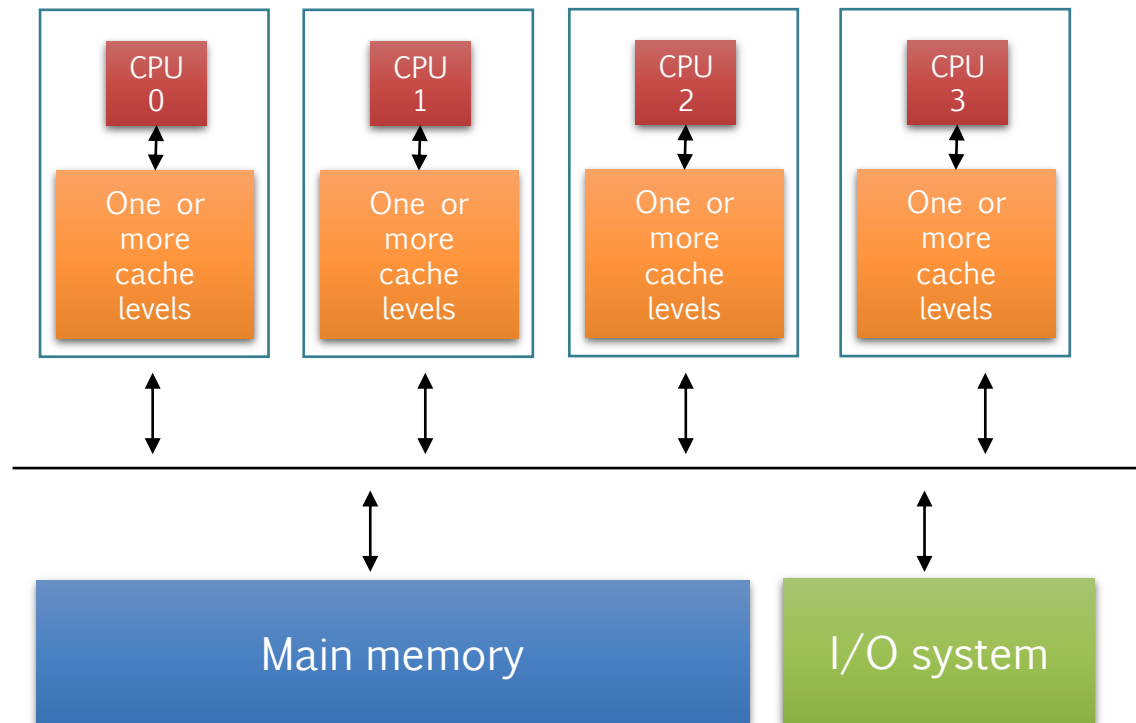 CPU
0
CPU
1
CPU
2
CPU
3
One or
more
cache
levels
One or
more
cache
levels
One or
more
cache
levels
One or
more
cache
levels
Main memory
I/O system